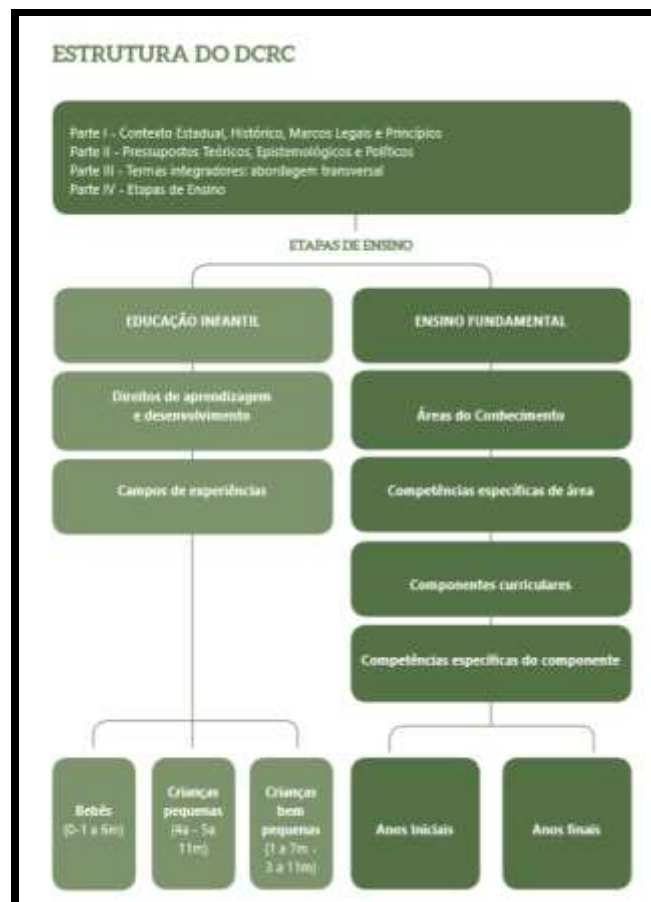 ESTRUTURA DO DCRC
Parte I - Contexto Estadual, Histórico, Marcos Legais e Princípios
Parte II - Pressupostos Teóricos, Epistemológicos e Políticos
Parte III - Termas integradores: abordagem transversal
Parte IV - Etapas de Ensino
ETAPAS DE ENSINO
EDUCAÇÃO INFANTIL
Direitos de aprendizagem
e desenvolvimento
Campos de experiências
ENSINO FUNDAMENTAL
Áreas do Conhecimento
Competências específicas de área
Componentes curriculares
Competências específicas do componente
Bebês
(0-1 a 6m)
Crianças
pequenas
(4a - 5a
11m)
Crianças
bem
pequenas
(1 a 7m -
3 a 11m)
Anos Iniciais
Anos finais